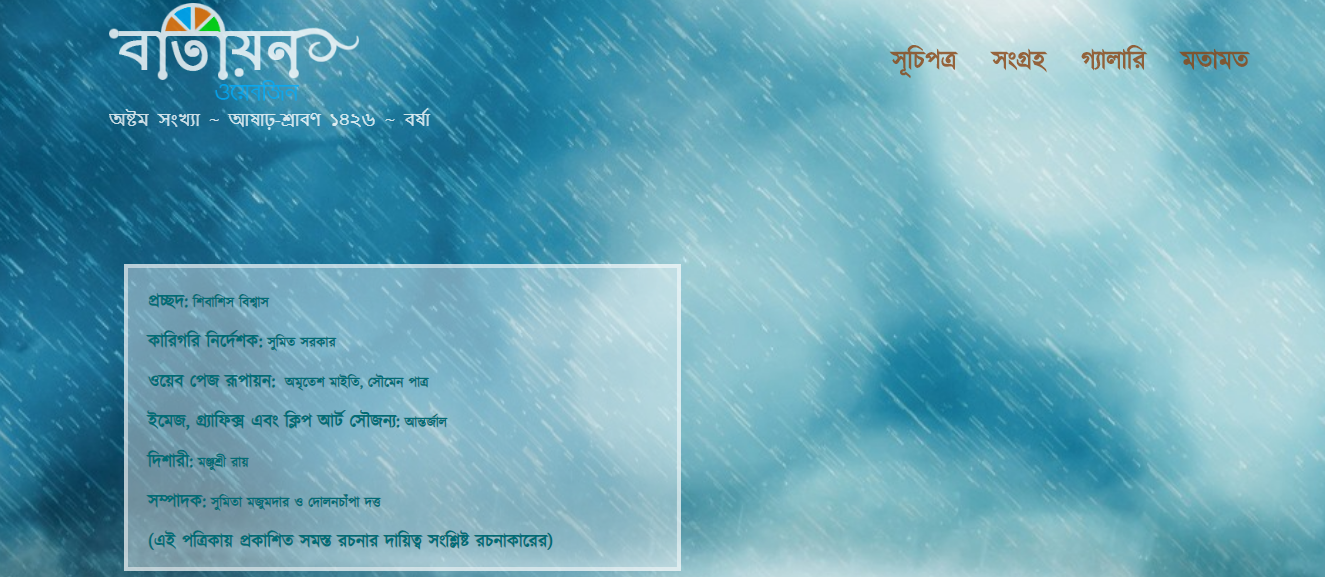 বাতায়ন
ওয়েবজিন
সূচিপত্র সংগ্রহ গ্যালারি মতামত
অষ্টম সংখ্যা ~ আষাঢ়-শ্রাবণ ১৪২৬ ~ বর্ষা
প্রচ্ছদ: শিবাশিস বিশ্বাস
কারিগরি নির্দেশক: সুমিত সরকার
ওয়েব পেজ রূপায়ন: অমৃতেশ মাইতি, সৌমেন পাত্র
ইমেজ, গ্র্যাফিক্স এবং ক্লিপ আর্ট সৌজন্য: আন্তর্জাল
দিশারী: মঞ্জুশ্রী রায়
সম্পাদক: সুমিতা মজুমদার ও দোলনচাঁপা দত্ত
(এই পত্রিকায় প্রকাশিত সমস্ত রচনার দায়িত্ব সংশ্লিষ্ট রচনাকারের)